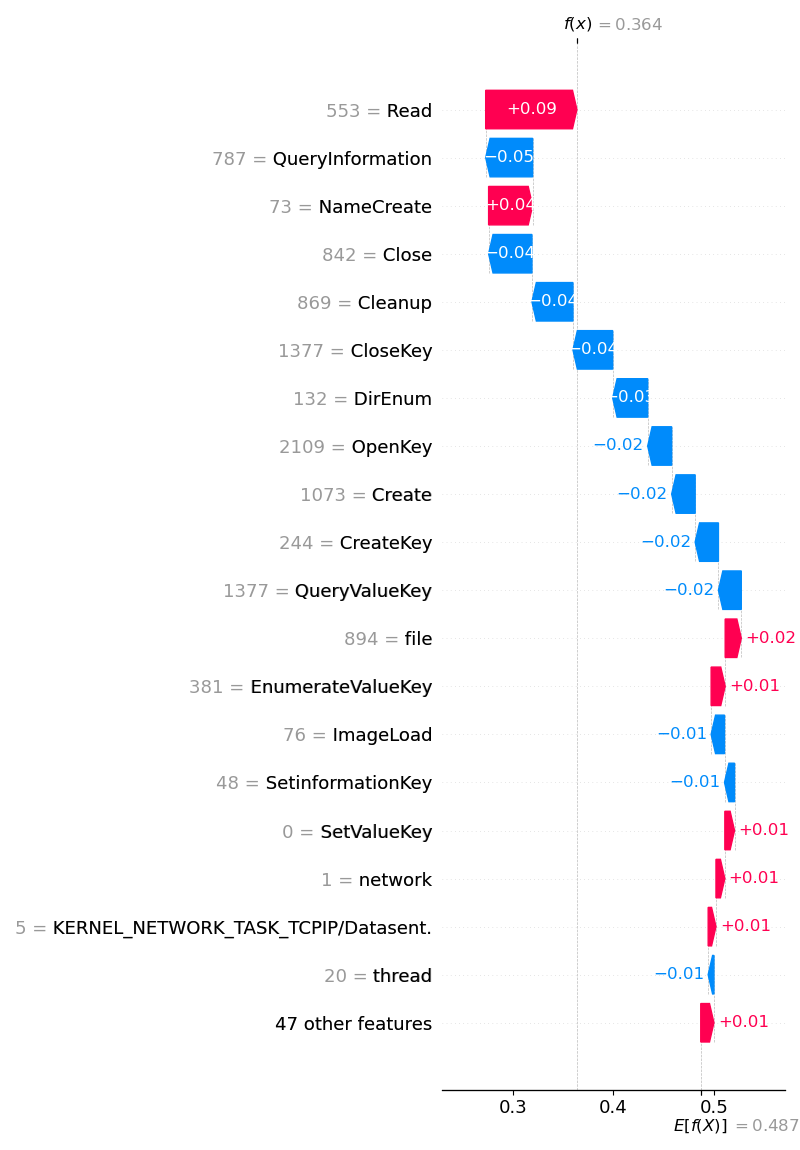 f(x) = 0.364
553 = Read +0.09
787 = QueryInformation −0.05
73 = NameCreate +0.04
842 = Close −0.04
869 = Cleanup −0.04
1377 = CloseKey −0.04
132 = DirEnum −0.03
2109 = OpenKey −0.02
1073 = Create −0.02
244 = CreateKey −0.02
1377 = QueryValueKey −0.02
894 = file +0.02
381 = EnumerateValueKey +0.01
76 = ImageLoad −0.01
48 = SetinformationKey −0.01
0 = SetValueKey +0.01
1 = network +0.01
5 = KERNEL_NETWORK_TASK_TCPIP/Datasent. +0.01
20 = thread −0.01
47 other features +0.01
0.3 0.4 0.5
E[f(X)] = 0.487